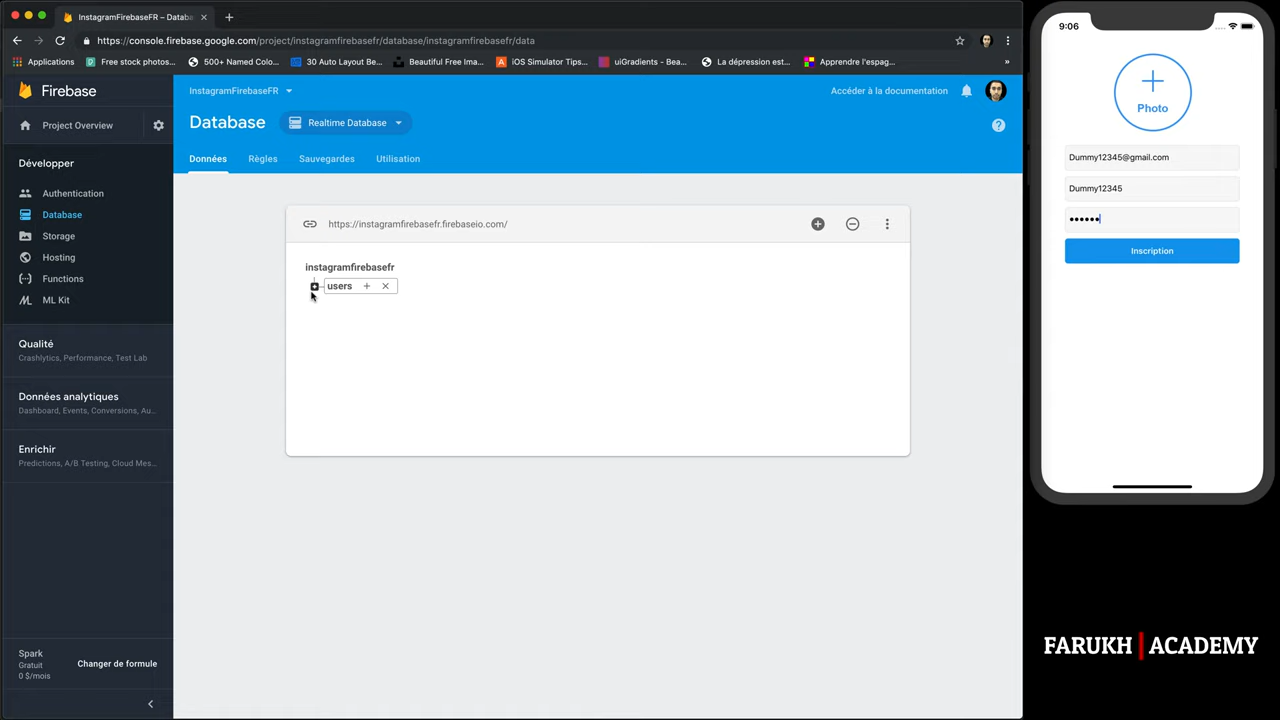 InstagramFirebaseFR – Databa
https://console.firebase.google.com/project/instagramfirebasefr/database/instagramfirebasefr/data
Applications
Free stock photos...
500+ Named Colo...
30 Auto Layout Be...
Beautiful Free Ima...
iOS Simulator Tips...
uiGradients - Bea...
La dépression est...
Apprendre l'espag...
»
Firebase
Project Overview
Développer
Authentication
Database
Storage
Hosting
Functions
ML Kit
Qualité
Crashlytics, Performance, Test Lab
Données analytiques
Dashboard, Events, Conversions, Au...
Enrichir
Predictions, A/B Testing, Cloud Mes...
Spark
Gratuit
0 $/mois
Changer de formule
InstagramFirebaseFR
Accéder à la documentation
Database
Realtime Database
Données
Règles
Sauvegardes
Utilisation
https://instagramfirebasefr.firebaseio.com/
instagramfirebasefr
users
9:06
Photo
Dummy12345@gmail.com
Dummy12345
••••••
Inscription
FARUKH | ACADEMY